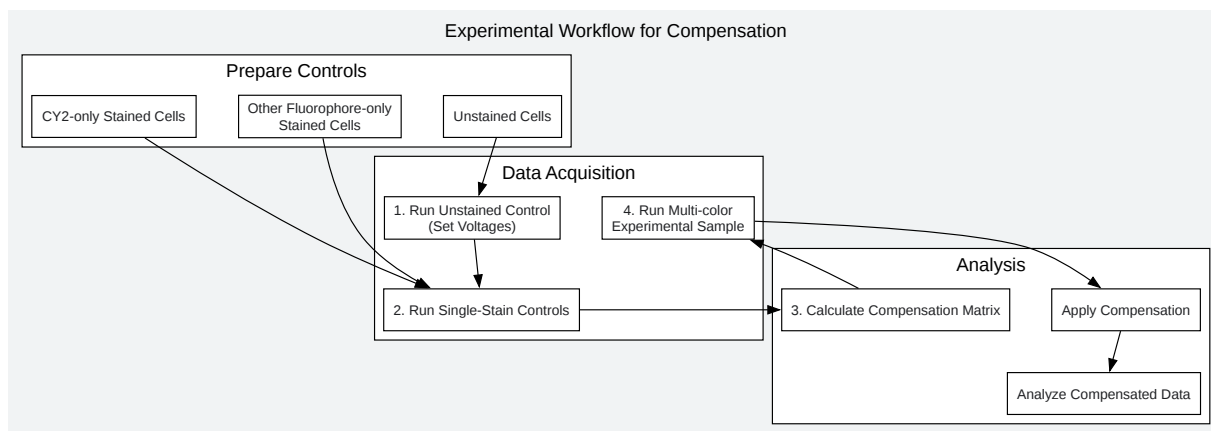 Experimental Workflow for Compensation
Prepare Controls
CY2-only Stained Cells
Other Fluorophore-only
Stained Cells
Unstained Cells
Data Acquisition
1. Run Unstained Control
(Set Voltages)
4. Run Multi-color
Experimental Sample
2. Run Single-Stain Controls
Analysis
3. Calculate Compensation Matrix
Apply Compensation
Analyze Compensated Data